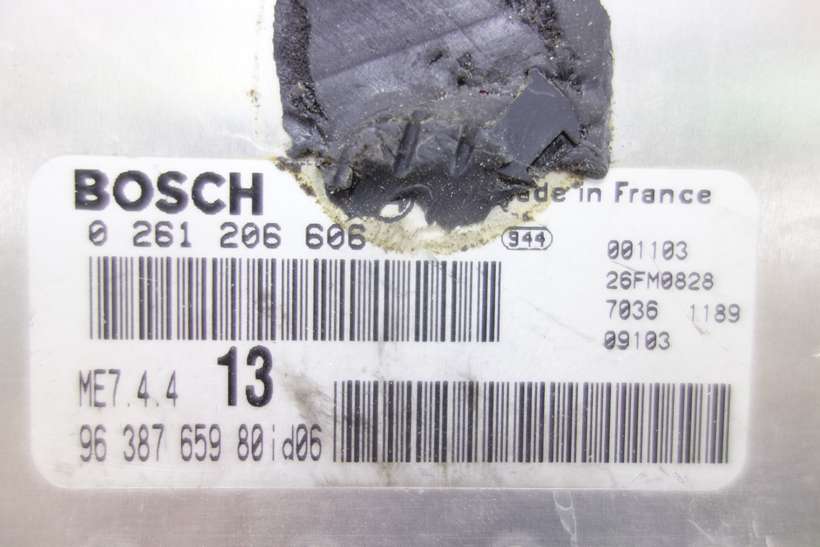 BOSCH
ade in France
0 261 206 606
944
001103
26FM0828
7036 1189
09103
ME7.4.4 13
96 387 659 80id06